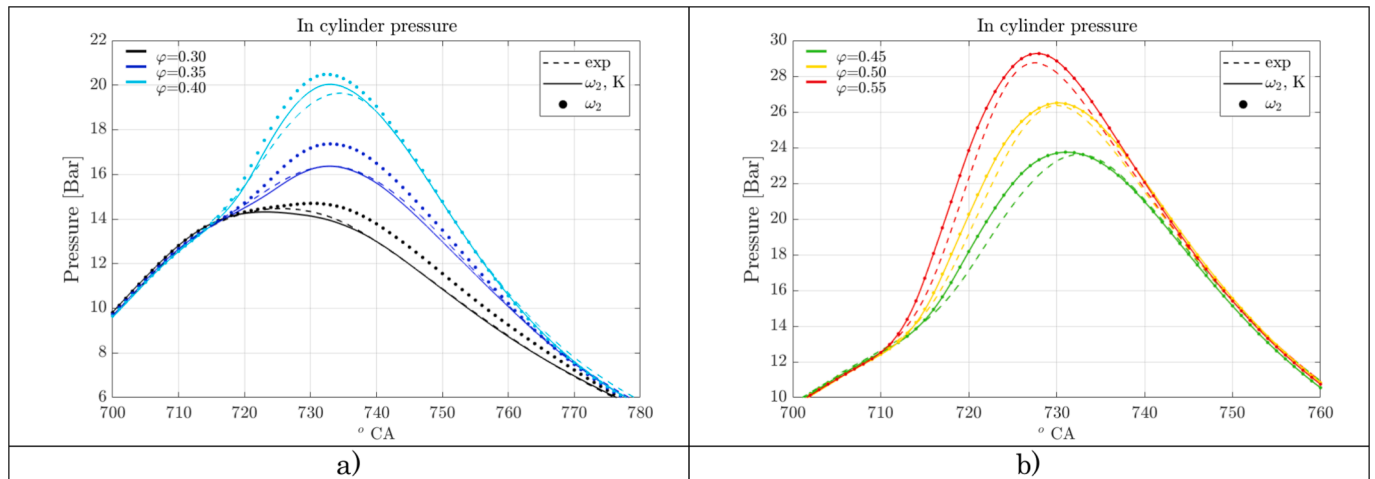 In cylinder pressure
22
20
18
16
14
12
10
8
6
Pressure [Bar]
φ=0.30
φ=0.35
φ=0.40
exp
ω₂, K
ω₂
700 710 720 730 740 750 760 770 780
° CA
a)
In cylinder pressure
30
28
26
24
22
20
18
16
14
12
10
Pressure [Bar]
φ=0.45
φ=0.50
φ=0.55
exp
ω₂, K
ω₂
700 710 720 730 740 750 760
° CA
b)